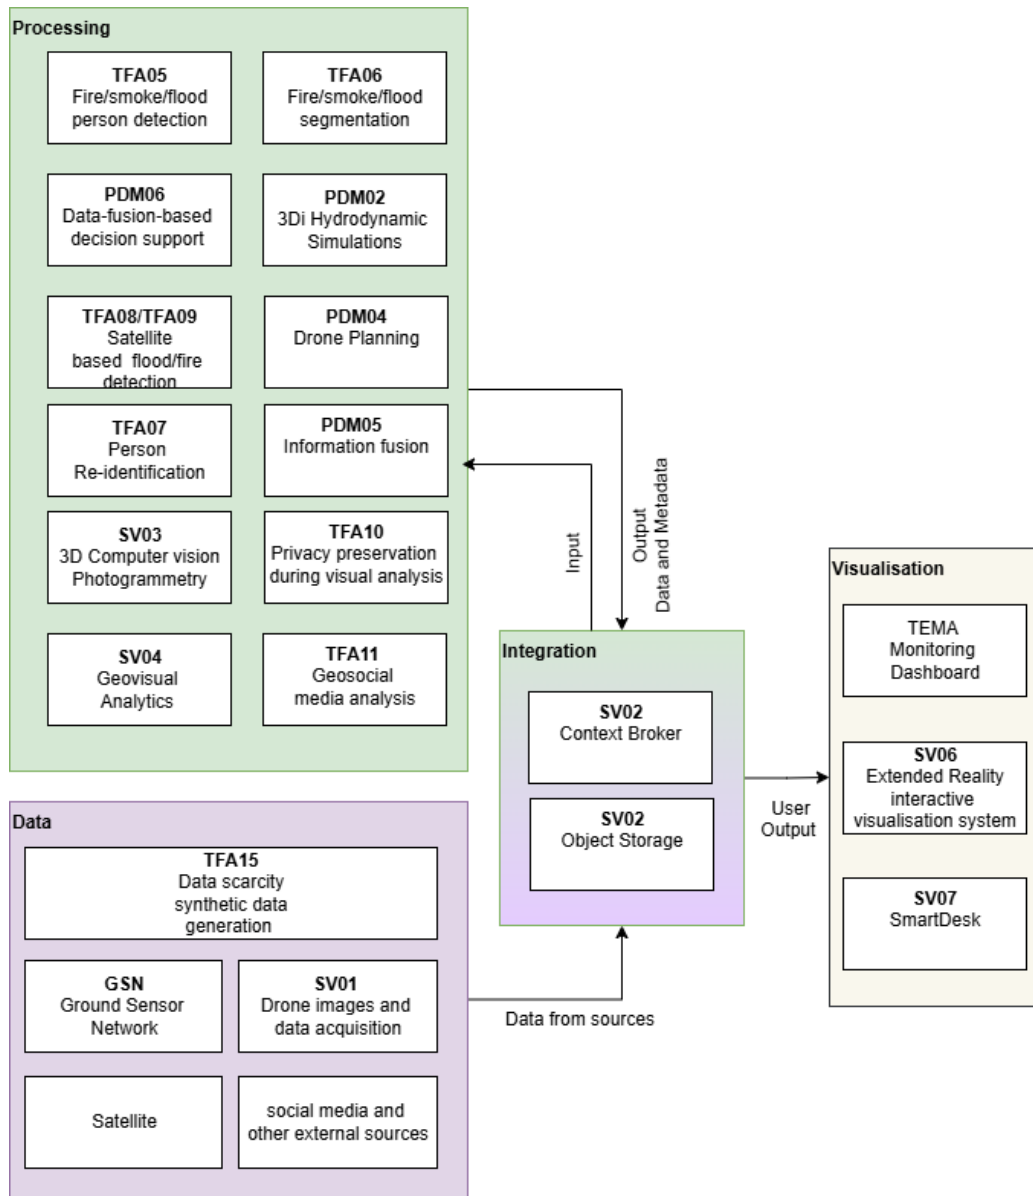 Processing
TFA05
Fire/smoke/flood
person detection
TFA06
Fire/smoke/flood
segmentation
PDM06
Data-fusion-based
decision support
PDM02
3Di Hydrodynamic
Simulations
TFA08/TFA09
Satellite
based flood/fire
detection
PDM04
Drone Planning
TFA07
Person
Re-identification
PDM05
Information fusion
SV03
3D Computer vision
Photogrammetry
TFA10
Privacy preservation
during visual analysis
SV04
Geovisual
Analytics
TFA11
Geosocial
media analysis
Input
Output
Data and Metadata
Integration
SV02
Context Broker
SV02
Object Storage
User
Output
Visualisation
TEMA
Monitoring
Dashboard
SV06
Extended Reality
interactive
visualisation system
SV07
SmartDesk
Data
TFA15
Data scarcity
synthetic data
generation
GSN
Ground Sensor
Network
SV01
Drone images and
data acquisition
Satellite
social media and
other external sources
Data from sources